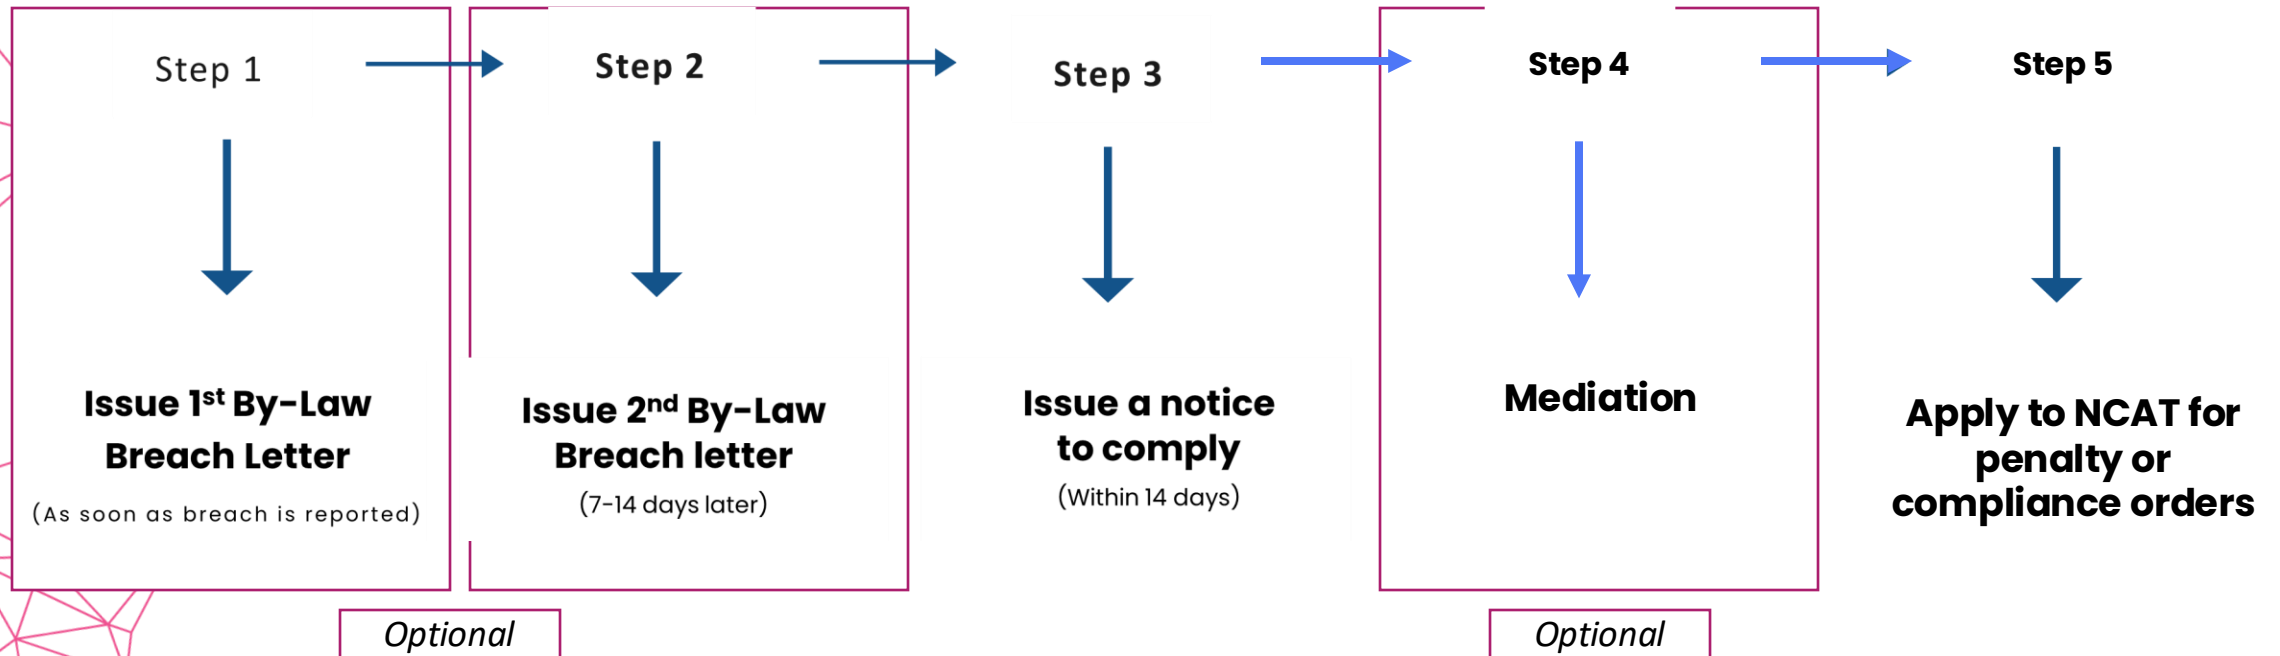 Step 1
Step 2
Step 3
Step 4
Step 5
Issue 1st By-Law
Breach Letter
(As soon as breach is reported)
Issue 2nd By-Law
Breach letter
(7-14 days later)
Issue a notice
to comply
(Within 14 days)
Mediation
Apply to NCAT for
penalty or
compliance orders
Optional
Optional